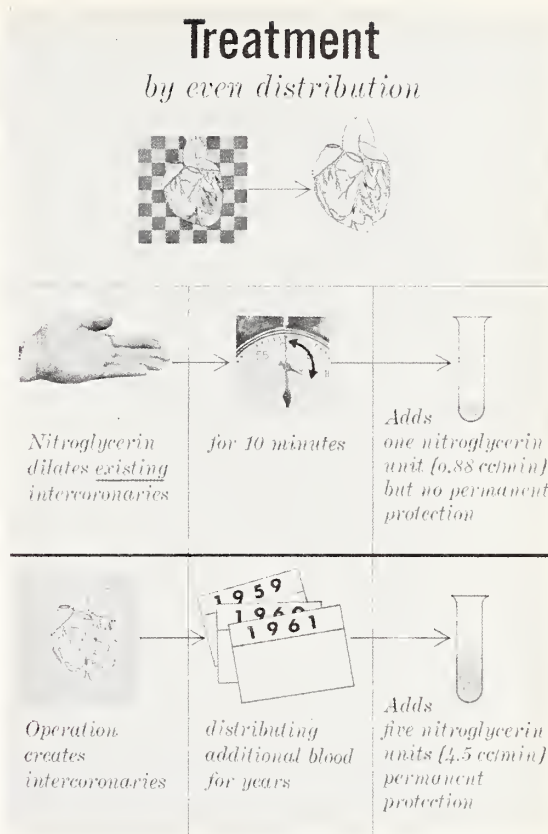 Treatment
by even distribution
55
Nitroglycerin
dilates existing
intercoronaries
for 10 minutes
Adds
one nitroglycerin
unit (0.88 cc/min)
but no permanent
protection
1959
1960
1961
Operation
creates
intercoronaries
distributing
additional blood
for years
Adds
five nitroglycerin
units (4.5 cc/min)
permanent
protection